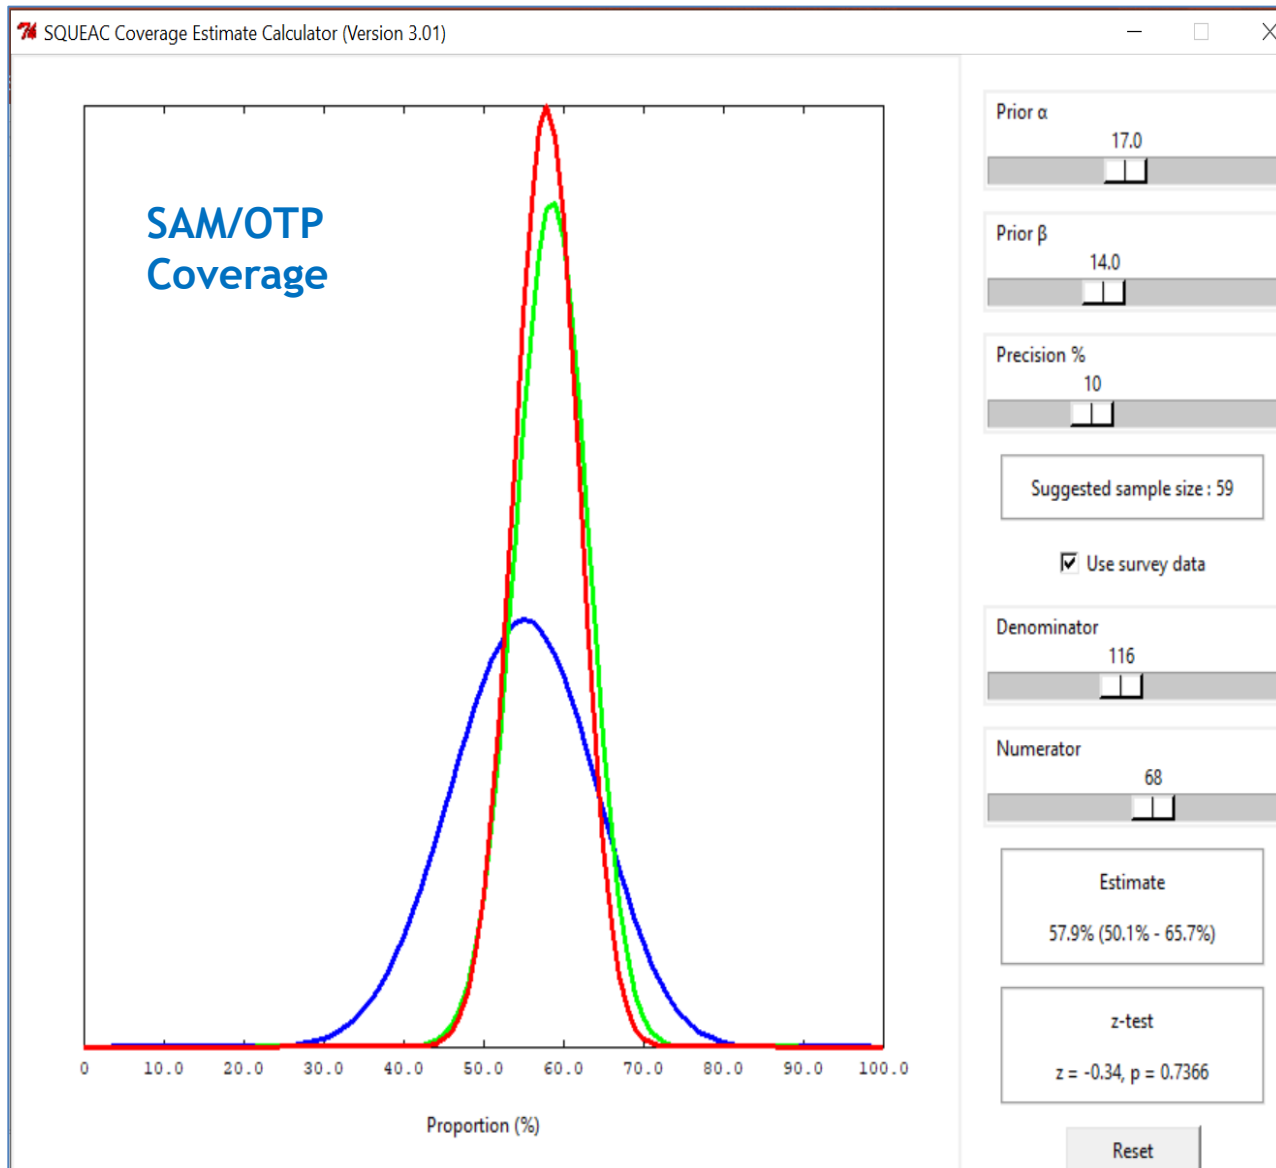 SQUEAC Coverage Estimate Calculator (Version 3.01)
SAM/OTP
Coverage
0 10.0 20.0 30.0 40.0 50.0 60.0 70.0 80.0 90.0 100.0
Proportion (%)
Prior α
17.0
Prior β
14.0
Precision %
10
Suggested sample size : 59
Use survey data
Denominator
116
Numerator
68
Estimate
57.9% (50.1% - 65.7%)
z-test
z = -0.34, p = 0.7366
Reset